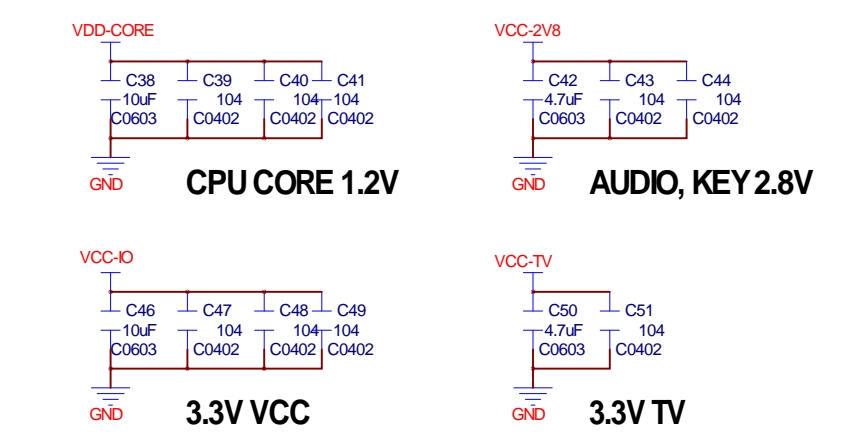 VDD-CORE
C38 C39 C40 C41
10uF 104 104 104
C0603 C0402 C0402 C0402
GND
CPU CORE 1.2V
VCC-2V8
C42 C43 C44
4.7uF 104 104
C0603 C0402 C0402
GND
AUDIO, KEY 2.8V
VCC-IO
C46 C47 C48 C49
10uF 104 104 104
C0603 C0402 C0402 C0402
GND
3.3V VCC
VCC-TV
C50 C51
4.7uF 104
C0603 C0402
GND
3.3V TV